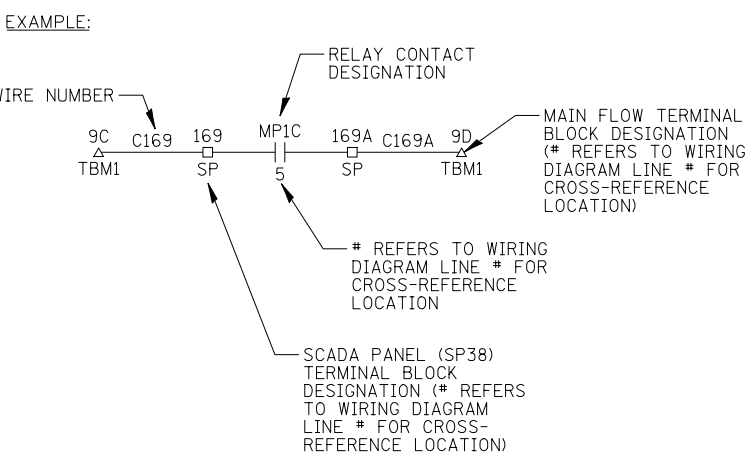 EXAMPLE:
RELAY CONTACT
DESIGNATION
WIRE NUMBER
9C C169 169 MP1C 169A C169A 9D
TBM1 SP 5 SP TBM1
MAIN FLOW TERMINAL
BLOCK DESIGNATION
(# REFERS TO WIRING
DIAGRAM LINE # FOR
CROSS-REFERENCE
LOCATION)
# REFERS TO WIRING
DIAGRAM LINE # FOR
CROSS-REFERENCE
LOCATION
SCADA PANEL (SP38)
TERMINAL BLOCK
DESIGNATION (# REFERS
TO WIRING DIAGRAM
LINE # FOR CROSS-
REFERENCE LOCATION)